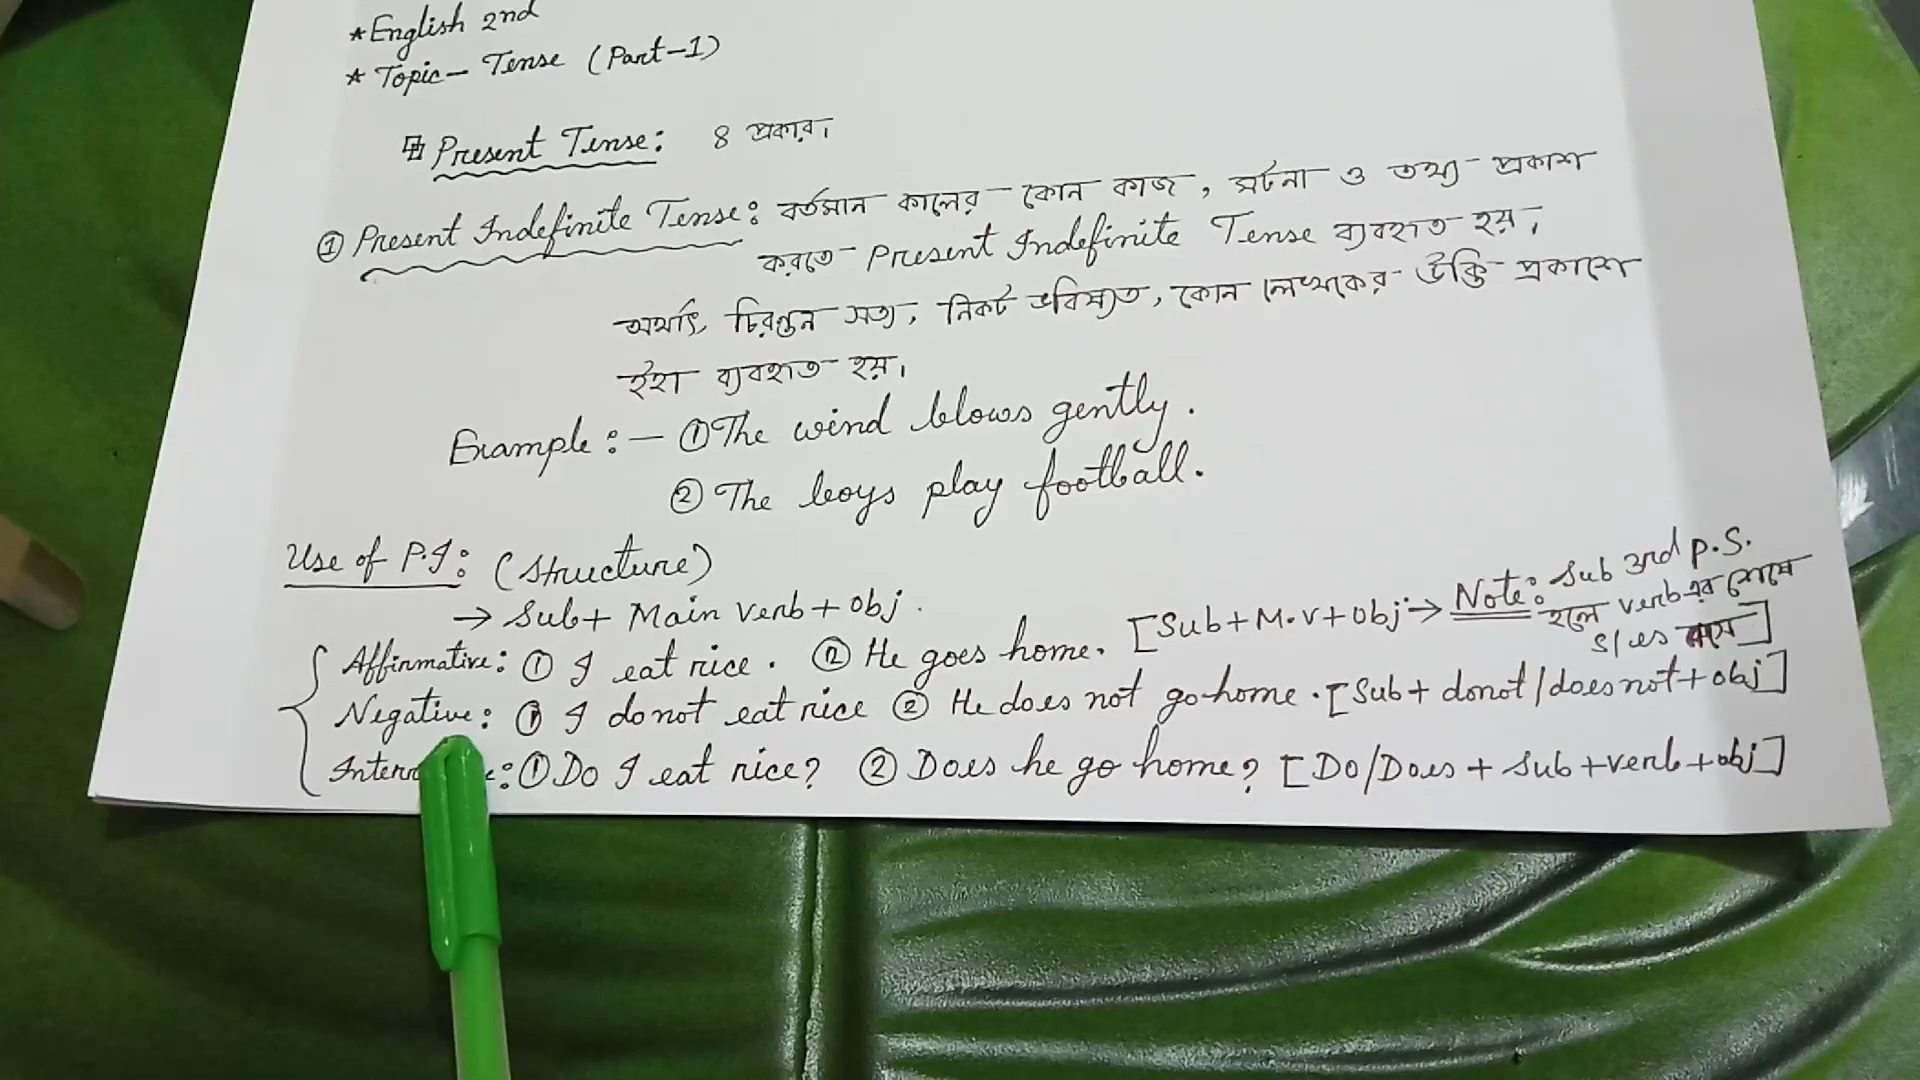 * English 2nd
* Topic - Tense (Part-1)
Present Tense: ৪ প্রকার।
① Present Indefinite Tense: বর্তমান কালের কোন কাজ, ঘটনা ও তথ্য প্রকাশ
করতে Present Indefinite Tense ব্যবহৃত হয়।
অর্থাৎ, চিরন্তন সত্য, নিকট ভবিষ্যত, কোন লেখকের উক্তি প্রকাশে
ইহা ব্যবহৃত হয়।
Example:- ① The wind blows gently.
② The boys play football.
Use of P.I: (Structure)
→ Sub + Main verb + obj.
Affirmative: ① I eat rice. ② He goes home. [Sub + M.v + obj → Note: Sub 3rd p.s.
হলে verb এর শেষে
s/es বসে]
Negative: ① I do not eat rice ② He does not go home. [Sub + donot/doesnot + obj]
① Do I eat rice? ② Does he go home? [Do/Does + Sub + verb + obj]